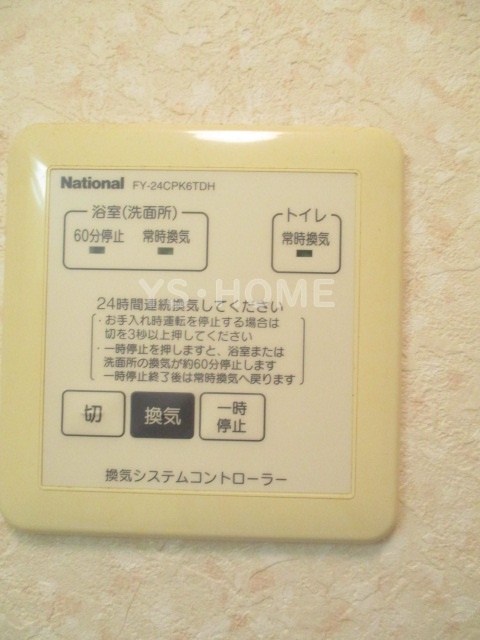 National FY-24CPK6TDH
浴室(洗面所)
トイレ
60分停止 常時換気
常時換気
YS·HOME
24時間連続換気してください
・お手入れ時運転を停止する場合は
切を3秒以上押してください
・一時停止を押しますと、浴室または
洗面所の換気が約60分停止します
一時停止終了後は常時換気へ戻ります
切
換気
一時
停止
換気システムコントローラー